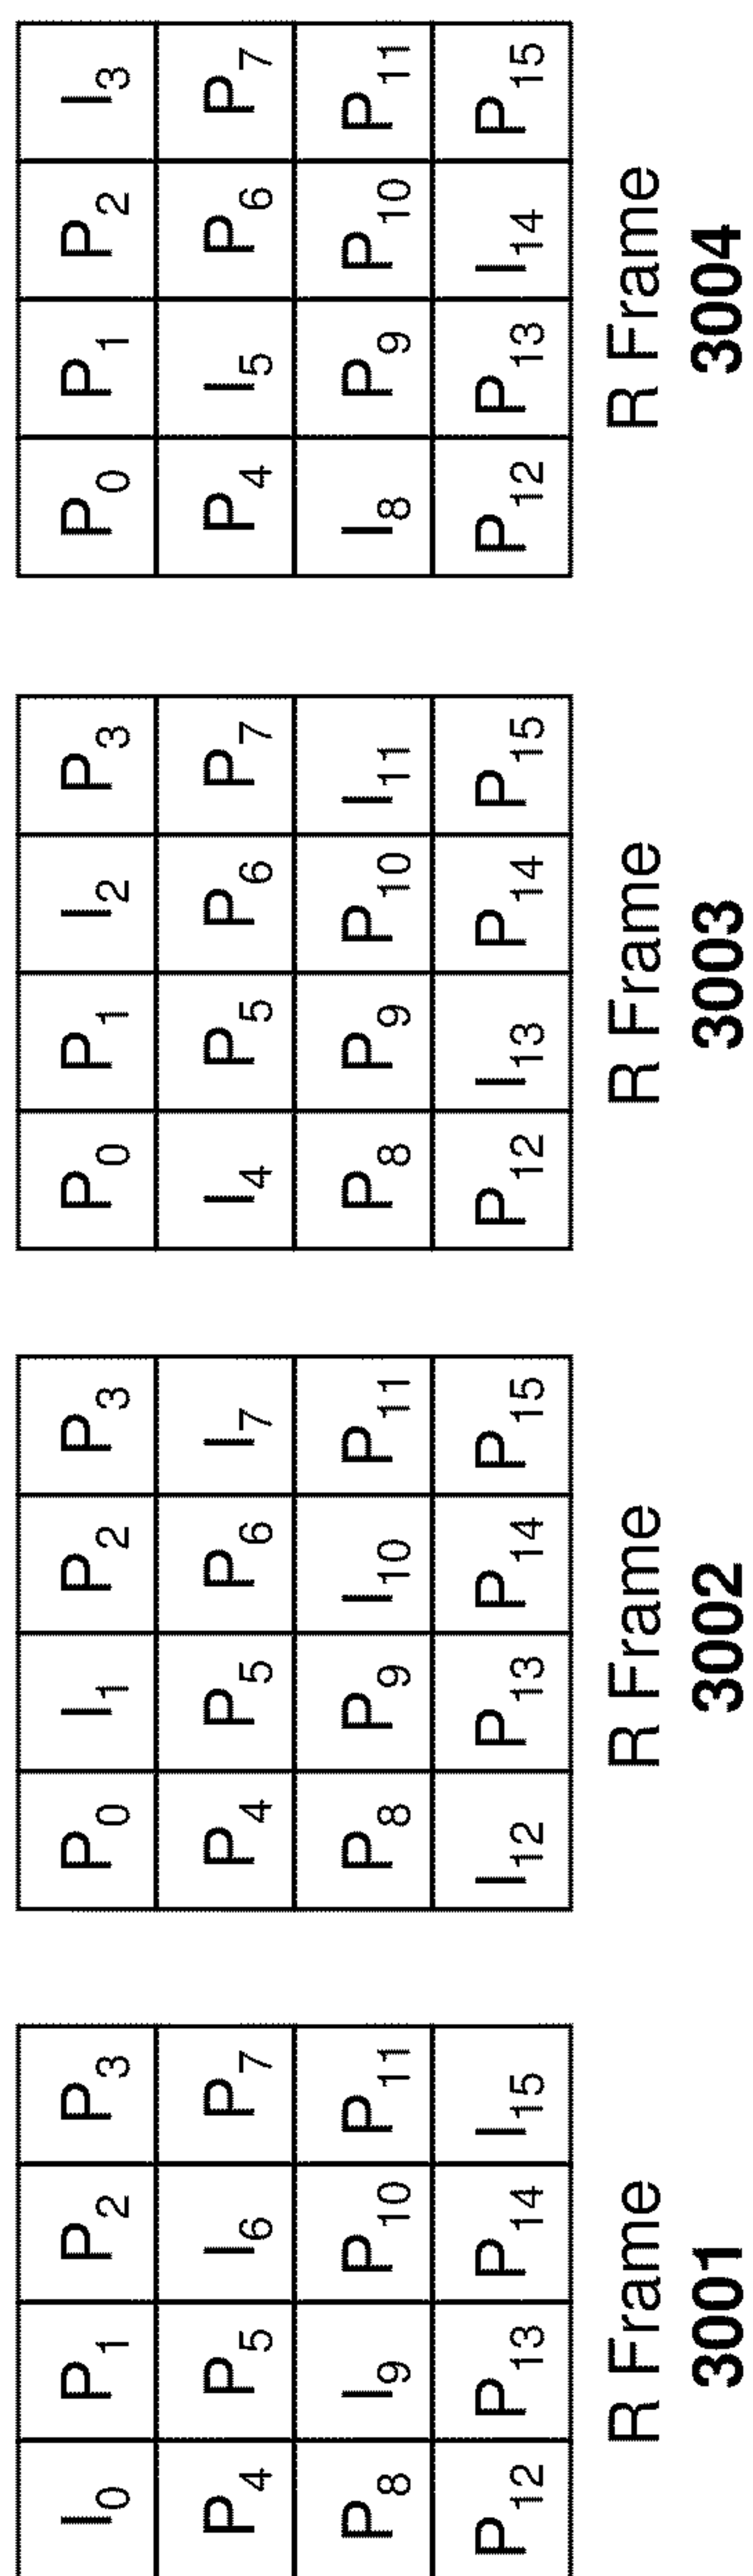 I0 P1 P2 P3
P4 P5 I6 P7
P8 I9 P10 P11
P12 P13 P14 I15
R Frame
3001
P0 I1 P2 P3
P4 P5 P6 I7
P8 P9 I10 P11
I12 P13 P14 P15
R Frame
3002
P0 P1 I2 P3
I4 P5 P6 P7
P8 P9 P10 I11
P12 I13 P14 P15
R Frame
3003
P0 P1 P2 I3
P4 I5 P6 P7
I8 P9 P10 P11
P12 P13 I14 P15
R Frame
3004